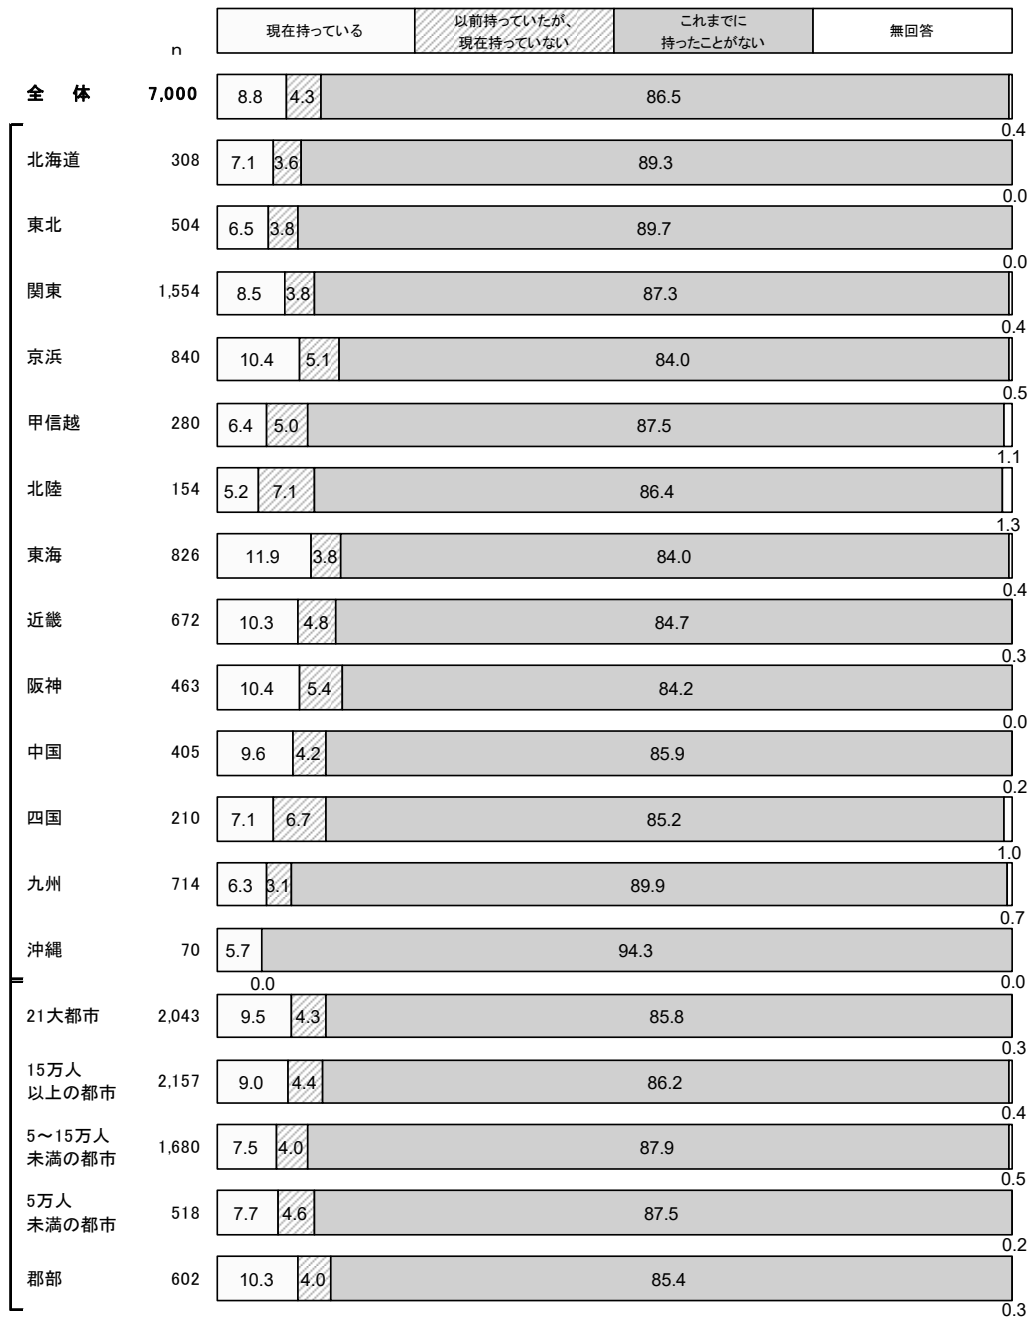 現在持っている
以前持っていたが、
現在持っていない
これまでに
持ったことがない
無回答
n
全 体 7,000 8.8 4.3 86.5
0.4
北海道 308 7.1 3.6 89.3
0.0
東北 504 6.5 3.8 89.7
0.0
関東 1,554 8.5 3.8 87.3
0.4
京浜 840 10.4 5.1 84.0
0.5
甲信越 280 6.4 5.0 87.5
1.1
北陸 154 5.2 7.1 86.4
1.3
東海 826 11.9 3.8 84.0
0.4
近畿 672 10.3 4.8 84.7
0.3
阪神 463 10.4 5.4 84.2
0.0
中国 405 9.6 4.2 85.9
0.2
四国 210 7.1 6.7 85.2
1.0
九州 714 6.3 3.1 89.9
0.7
沖縄 70 5.7 94.3
0.0 0.0
21大都市 2,043 9.5 4.3 85.8
0.3
15万人
以上の都市 2,157 9.0 4.4 86.2
0.4
5~15万人
未満の都市 1,680 7.5 4.0 87.9
0.5
5万人
未満の都市 518 7.7 4.6 87.5
0.2
郡部 602 10.3 4.0 85.4
0.3